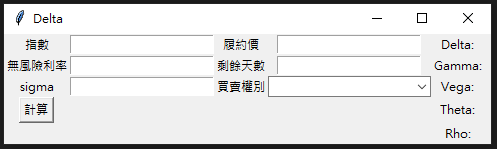 Delta
指數 履約價 Delta:
無風險利率 剩餘天數 Gamma:
sigma 買賣權別 Vega:
計算 Theta:
Rho: